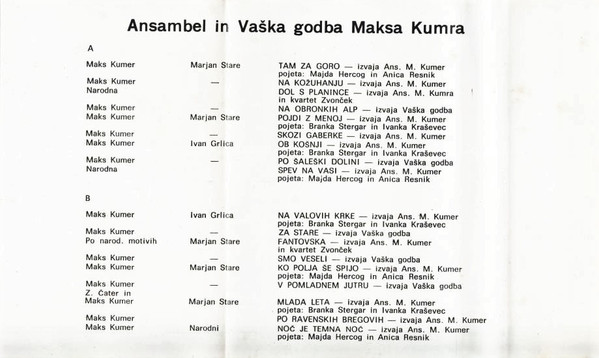 Ansambel in Vaška godba Maksa Kumra
A
Maks Kumer Marjan Stare TAM ZA GORO — izvaja Ans. M. Kumer
pojeta: Majda Hercog in Anica Resnik
Maks Kumer — NA KOŽUHANJU — izvaja Ans. M. Kumer
Narodna DOL S PLANINCE — izvaja Ans. M. Kumra
in kvartet Zvonček
Maks Kumer — NA OBRONKIH ALP — izvaja Vaška godba
Maks Kumer Marjan Stare POJDI Z MENOJ — izvaja Ans. M. Kumer
pojeta: Branka Stergar in Ivanka Kraševec
Maks Kumer — SKOZI GABERKE — izvaja Ans. M. Kumer
Maks Kumer Ivan Grlica OB KOSNJI — izvaja Ans. M. Kumer
pojeta: Branka Stergar in Ivanka Kraševec
Maks Kumer — PO SALESKI DOLINI — izvaja Vaška godba
Narodna SPEV NA VASI — izvaja Ans. M. Kumer
pojeta: Majda Hercog in Anica Resnik
B
Maks Kumer Ivan Grlica NA VALOVIH KRKE — izvaja Ans. M. Kumer
pojeta: Branka Stergar in Ivanka Kraševec
Maks Kumer — ZA STARE — izvaja Vaška godba
Po narod. motivih Marjan Stare FANTOVSKA — izvaja Ans. M. Kumer
in kvartet Zvonček
Maks Kumer — SMO VESELI — izvaja Vaška godba
Maks Kumer Marjan Stare KO POLJA ŠE SPIJO — izvaja Ans. M. Kumer
pojeta: Majda Hercog in Anica Resnik
Maks Kumer — V POMLADNEM JUTRU — izvaja Vaška godba
Z. Čater in
Maks Kumer Marjan Stare MLADA LETA — izvaja Ans. M. Kumer
pojeta: Branka Stergar in Ivanka Kraševec
Maks Kumer PO RAVENSKIH BREGOVIH — izvaja Ans. M. Kumer
Maks Kumer Narodni NOČ JE TEMNA NOČ — izvaja Ans. M. Kumer
pojeta: Majda Hercog in Anica Resnik